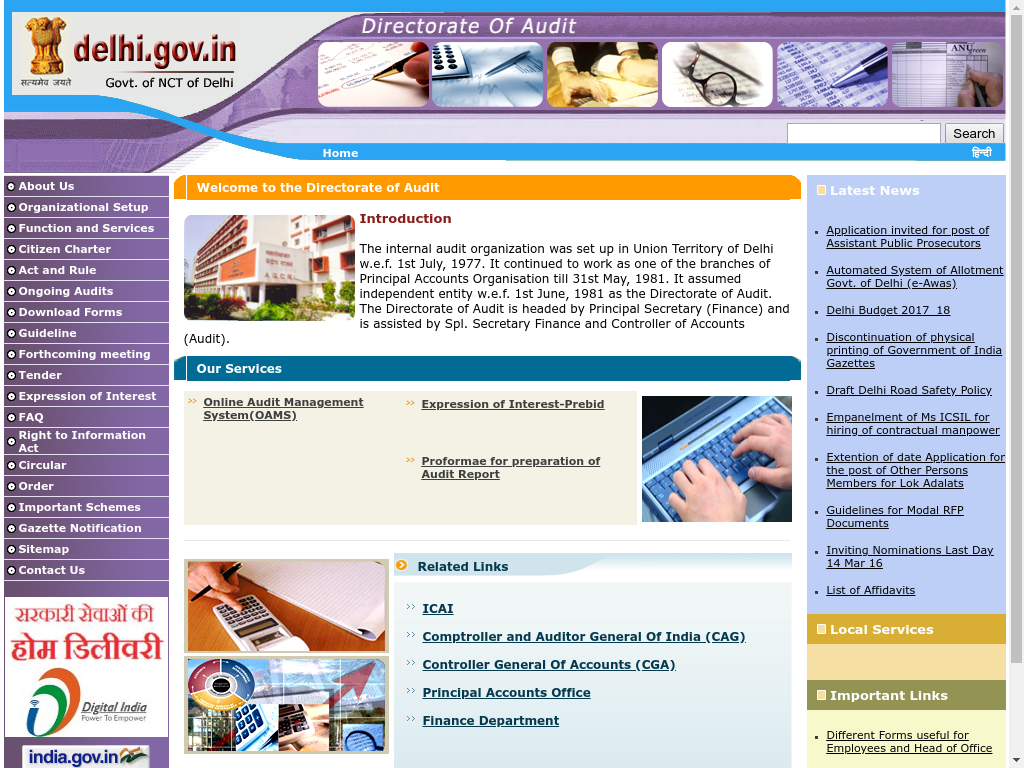 Directorate Of Audit
delhi.gov.in
सत्यमेव जयते
Govt. of NCT of Delhi
Search
Home
हिन्दी
About Us
Organizational Setup
Function and Services
Citizen Charter
Act and Rule
Ongoing Audits
Download Forms
Guideline
Forthcoming meeting
Tender
Expression of Interest
FAQ
Right to Information
Act
Circular
Order
Important Schemes
Gazette Notification
Sitemap
Contact Us
सरकारी सेवाओं की
होम डिलीवरी
Digital India
Power To Empower
india.gov.in
Welcome to the Directorate of Audit
Introduction
The internal audit organization was set up in Union Territory of Delhi
w.e.f. 1st July, 1977. It continued to work as one of the branches of
Principal Accounts Organisation till 31st May, 1981. It assumed
independent entity w.e.f. 1st June, 1981 as the Directorate of Audit.
The Directorate of Audit is headed by Principal Secretary (Finance) and
is assisted by Spl. Secretary Finance and Controller of Accounts
(Audit).
Our Services
Online Audit Management
System(OAMS)
Expression of Interest-Prebid
Proformae for preparation of
Audit Report
Related Links
ICAI
Comptroller and Auditor General Of India (CAG)
Controller General Of Accounts (CGA)
Principal Accounts Office
Finance Department
Latest News
Application invited for post of
Assistant Public Prosecutors
Automated System of Allotment
Govt. of Delhi (e-Awas)
Delhi Budget 2017_18
Discontinuation of physical
printing of Government of India
Gazettes
Draft Delhi Road Safety Policy
Empanelment of Ms ICSIL for
hiring of contractual manpower
Extention of date Application for
the post of Other Persons
Members for Lok Adalats
Guidelines for Modal RFP
Documents
Inviting Nominations Last Day
14 Mar 16
List of Affidavits
Local Services
Important Links
Different Forms useful for
Employees and Head of Office